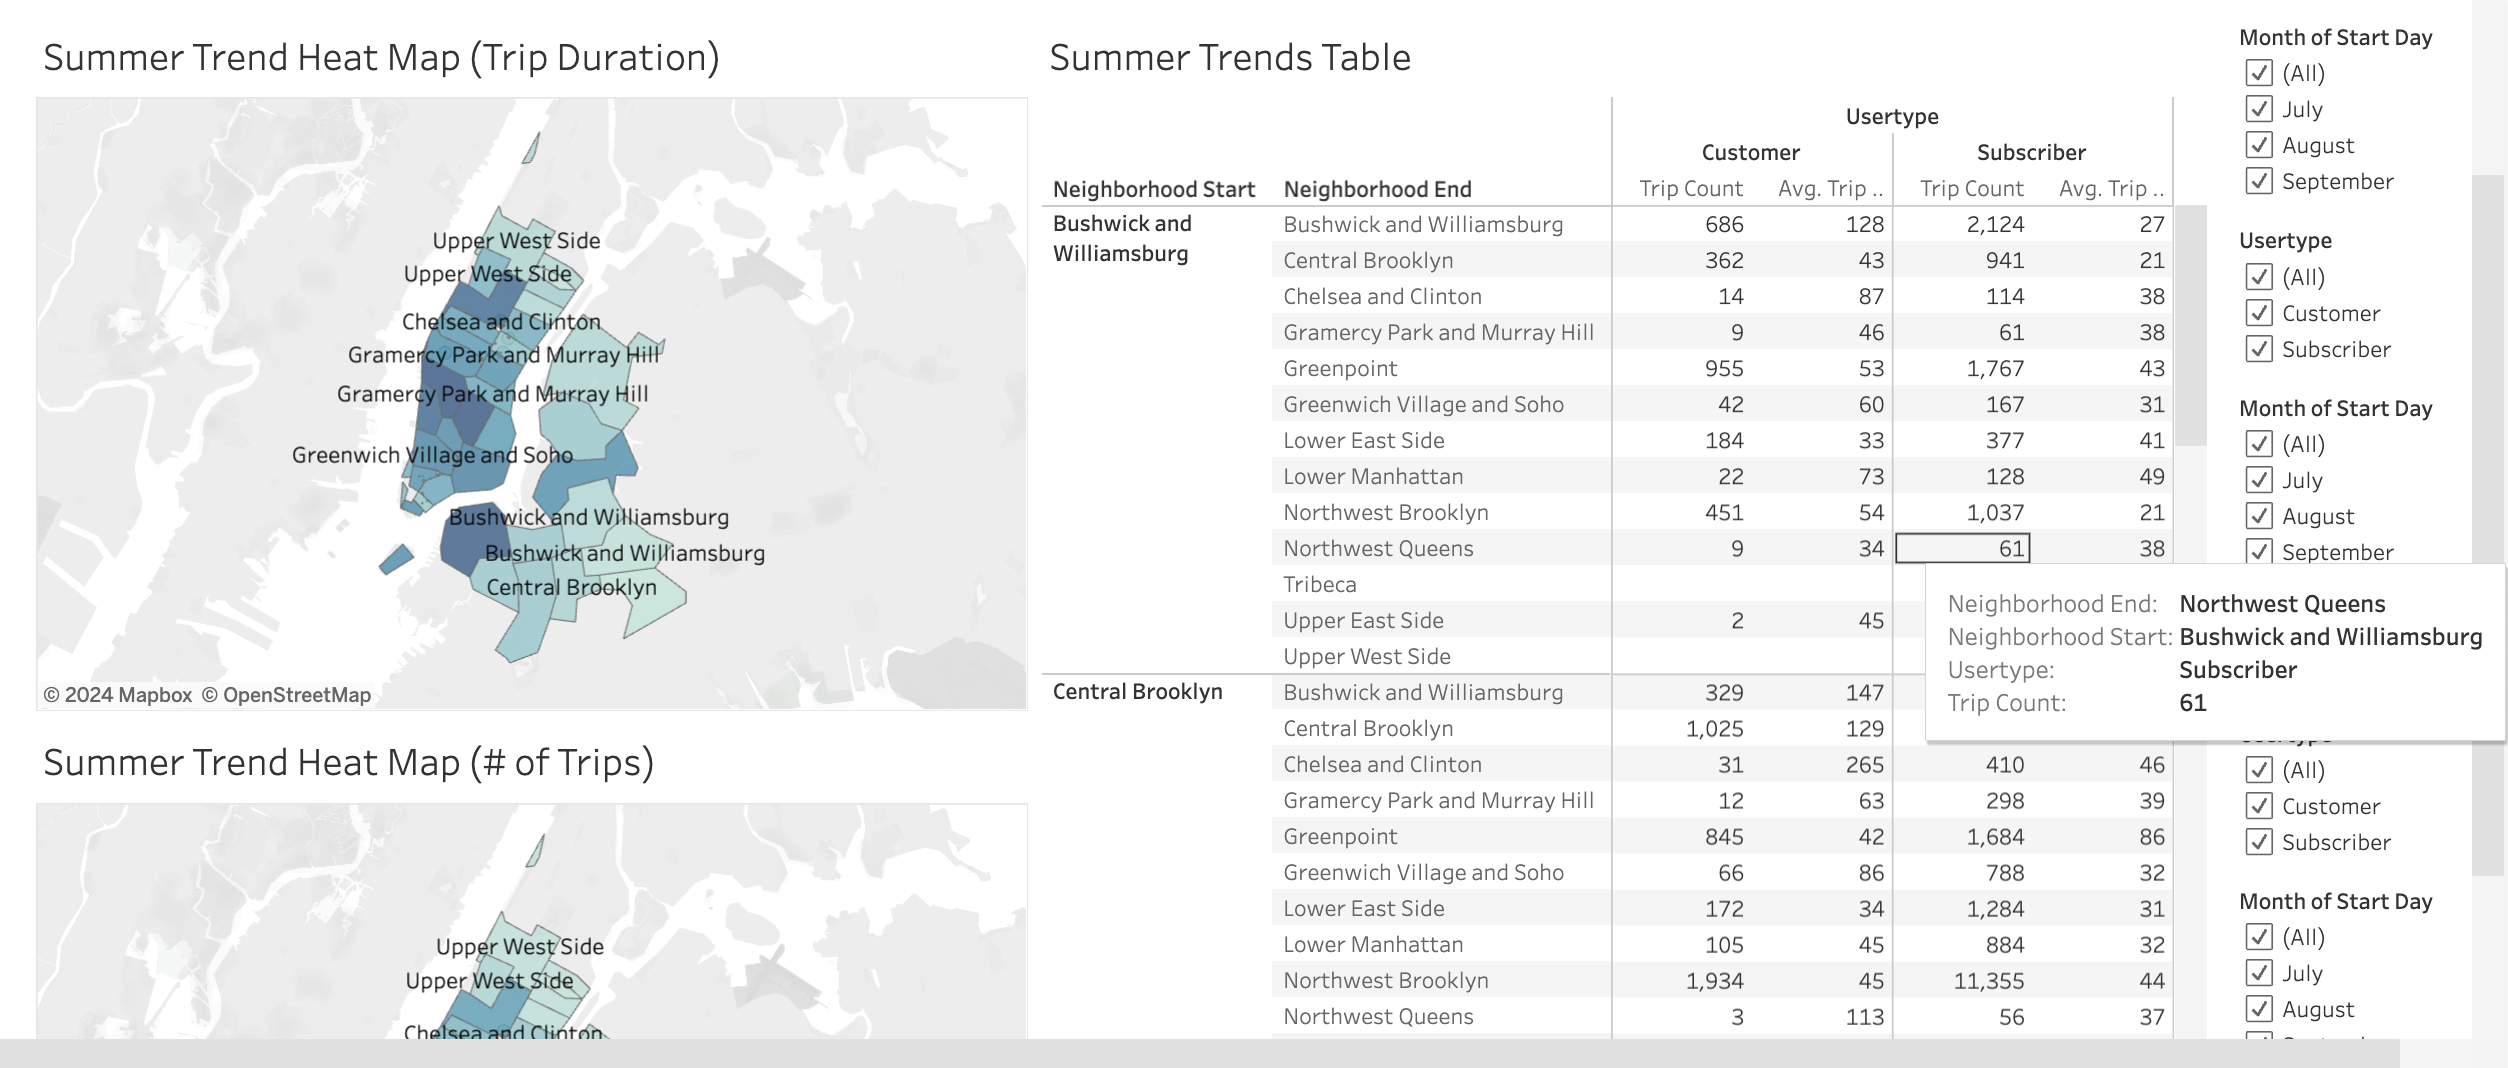 Summer Trend Heat Map (Trip Duration)
Upper West Side
Upper West Side
Chelsea and Clinton
Gramercy Park and Murray Hill
Gramercy Park and Murray Hill
Greenwich Village and Soho
Bushwick and Williamsburg
Bushwick and Williamsburg
Central Brooklyn
© 2024 Mapbox © OpenStreetMap
Summer Trend Heat Map (# of Trips)
Upper West Side
Upper West Side
Chelsea and Clinton
Summer Trends Table
Usertype
Customer Subscriber
Neighborhood Start Neighborhood End Trip Count Avg. Trip .. Trip Count Avg. Trip ..
Bushwick and Williamsburg Bushwick and Williamsburg 686 128 2,124 27
Central Brooklyn 362 43 941 21
Chelsea and Clinton 14 87 114 38
Gramercy Park and Murray Hill 9 46 61 38
Greenpoint 955 53 1,767 43
Greenwich Village and Soho 42 60 167 31
Lower East Side 184 33 377 41
Lower Manhattan 22 73 128 49
Northwest Brooklyn 451 54 1,037 21
Northwest Queens 9 34 61 38
Tribeca
Upper East Side 2 45
Upper West Side
Central Brooklyn Bushwick and Williamsburg 329 147
Central Brooklyn 1,025 129
Chelsea and Clinton 31 265 410 46
Gramercy Park and Murray Hill 12 63 298 39
Greenpoint 845 42 1,684 86
Greenwich Village and Soho 66 86 788 32
Lower East Side 172 34 1,284 31
Lower Manhattan 105 45 884 32
Northwest Brooklyn 1,934 45 11,355 44
Northwest Queens 3 113 56 37
Neighborhood End: Northwest Queens
Neighborhood Start: Bushwick and Williamsburg
Usertype: Subscriber
Trip Count: 61
Month of Start Day
(All)
July
August
September
Usertype
(All)
Customer
Subscriber
Month of Start Day
(All)
July
August
September
(All)
Customer
Subscriber
Month of Start Day
(All)
July
August